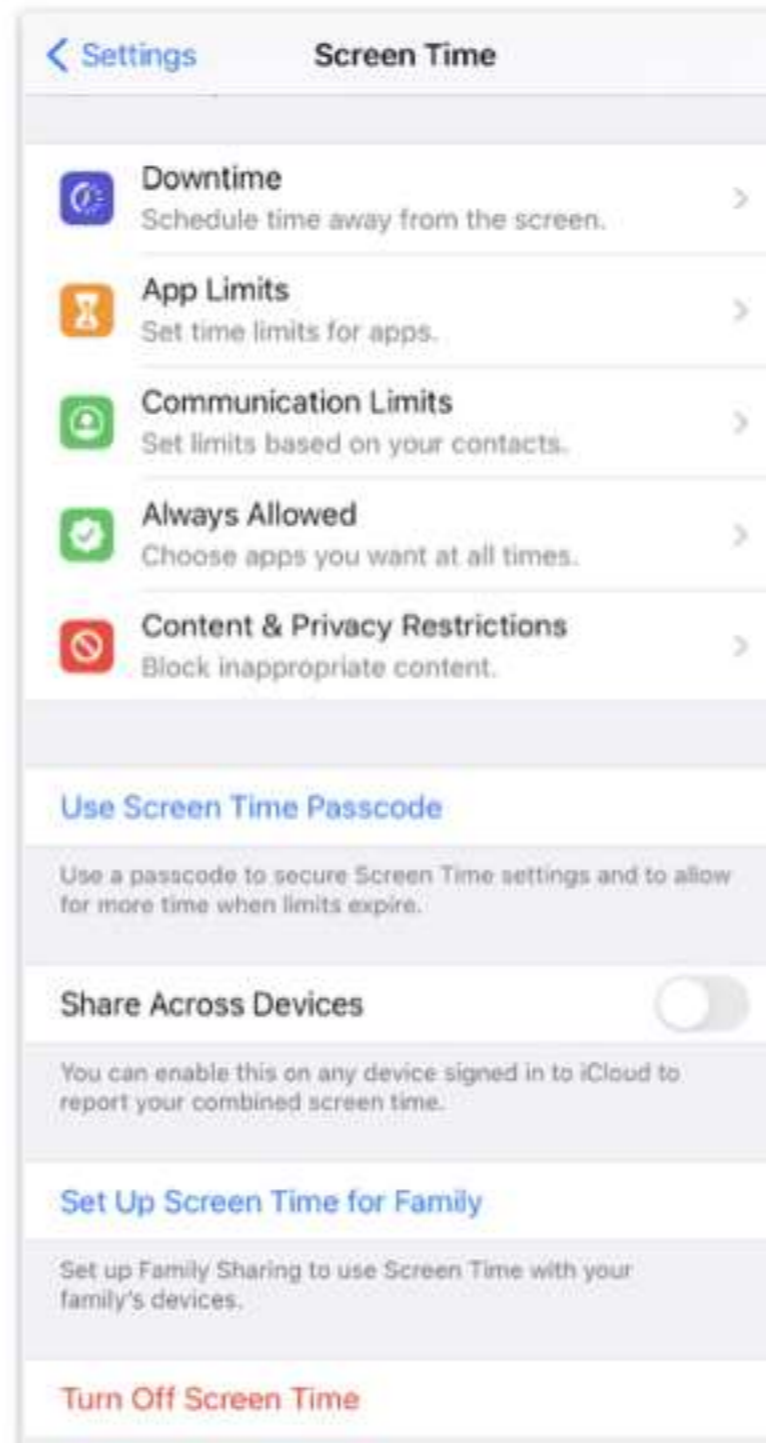 Settings
Screen Time
Downtime
Schedule time away from the screen.
App Limits
Set time limits for apps.
Communication Limits
Set limits based on your contacts.
Always Allowed
Choose apps you want at all times.
Content & Privacy Restrictions
Block inappropriate content.
Use Screen Time Passcode
Use a passcode to secure Screen Time settings and to allow
for more time when limits expire.
Share Across Devices
You can enable this on any device signed in to iCloud to
report your combined screen time.
Set Up Screen Time for Family
Set up Family Sharing to use Screen Time with your
family's devices.
Turn Off Screen Time